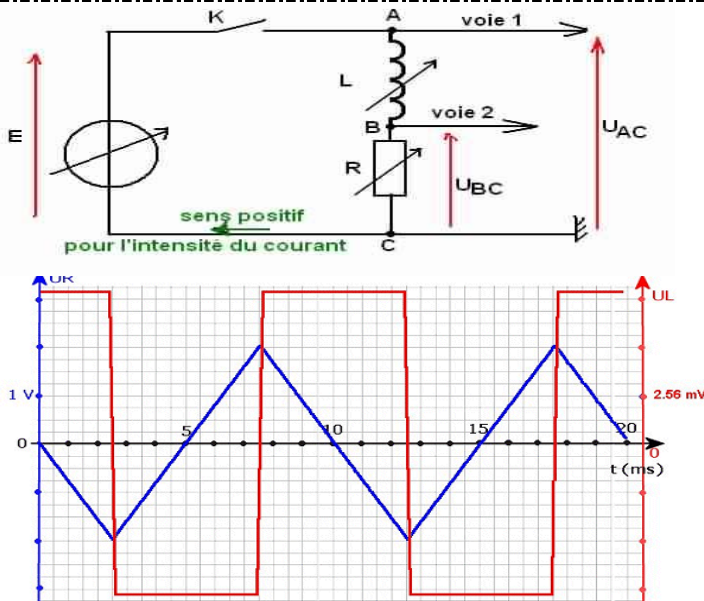 K
A
voie 1
L
E
B
voie 2
UAC
R
UBC
sens positif
pour l'intensité du courant
C
UR
UL
1 V
2.56 mV
5
10
15
20
0
0
t (ms)